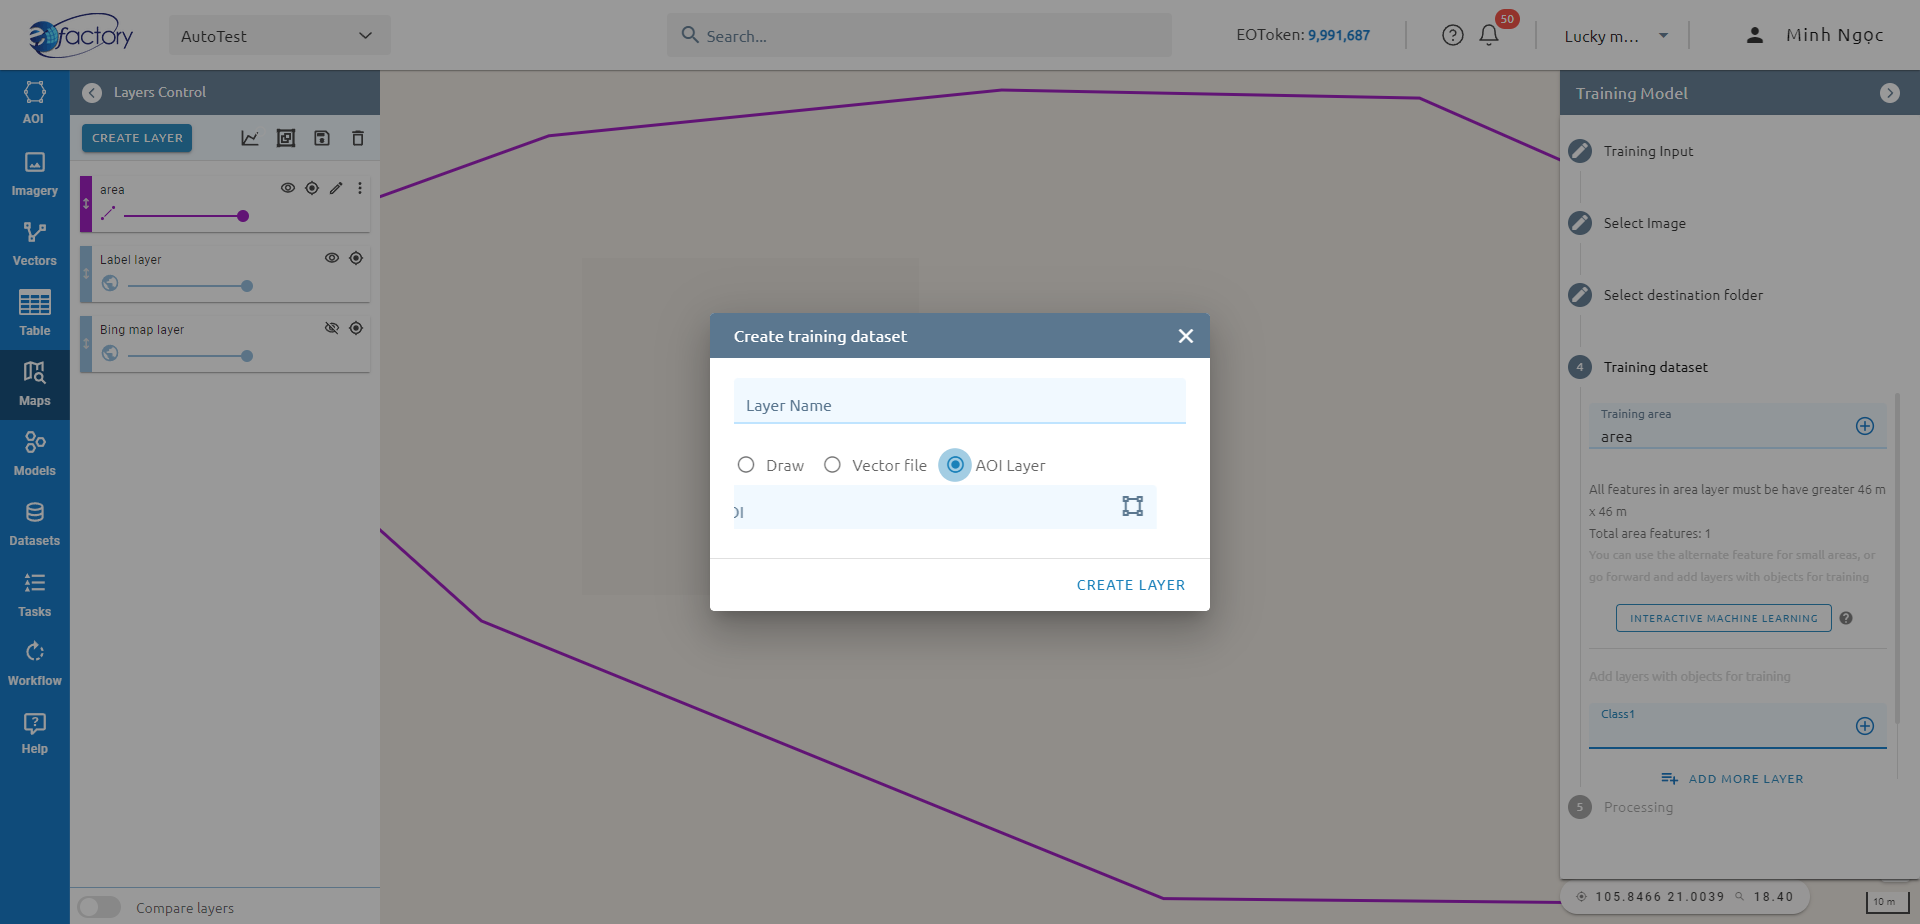 eofactory
AutoTest
Search...
EOToken: 9,991,687
50
Lucky m...
Minh Ngọc
AOI
Imagery
Vectors
Table
Maps
Models
Datasets
Tasks
Workflow
Help
Layers Control
CREATE LAYER
area
Label layer
Bing map layer
Compare layers
Create training dataset
Layer Name
Draw
Vector file
AOI Layer
OI
CREATE LAYER
Training Model
Training Input
Select Image
Select destination folder
4 Training dataset
Training area
area
All features in area layer must be have greater 46 m
x 46 m
Total area features: 1
You can use the alternate feature for small areas, or
go forward and add layers with objects for training
INTERACTIVE MACHINE LEARNING
Add layers with objects for training
Class1
ADD MORE LAYER
5 Processing
105.8466 21.0039 18.40
10 m